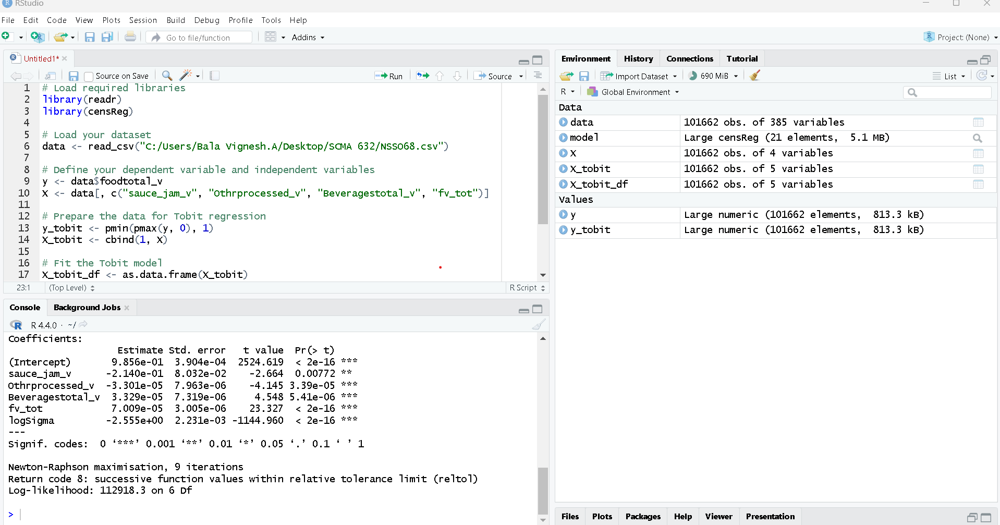 RStudio
File Edit Code View Plots Session Build Debug Profile Tools Help
Go to file/function Addins Project: (None)
Untitled1*
Source on Save Run Source
1 # Load required libraries
2 library(readr)
3 library(censReg)
4
5 # Load your dataset
6 data <- read_csv("C:/Users/Bala Vignesh.A/Desktop/SCMA 632/NSSO68.csv")
7
8 # Define your dependent variable and independent variables
9 y <- data$foodtotal_v
10 X <- data[, c("sauce_jam_v", "Othrprocessed_v", "Beveragestotal_v", "fv_tot")]
11
12 # Prepare the data for Tobit regression
13 y_tobit <- pmin(pmax(y, 0), 1)
14 X_tobit <- cbind(1, X)
15
16 # Fit the Tobit model
17 X_tobit_df <- as.data.frame(X_tobit)
23:1 (Top Level) R Script
Console Background Jobs
R 4.4.0 · ~/
Coefficients:
Estimate Std. error t value Pr(> t)
(Intercept) 9.856e-01 3.904e-04 2524.619 < 2e-16 ***
sauce_jam_v -2.140e-01 8.032e-02 -2.664 0.00772 **
Othrprocessed_v -3.301e-05 7.963e-06 -4.145 3.39e-05 ***
Beveragestotal_v 3.329e-05 7.319e-06 4.548 5.41e-06 ***
fv_tot 7.009e-05 3.005e-06 23.327 < 2e-16 ***
logSigma -2.555e+00 2.231e-03 -1144.960 < 2e-16 ***
---
Signif. codes: 0 ‘***’ 0.001 ‘**’ 0.01 ‘*’ 0.05 ‘.’ 0.1 ‘ ’ 1
Newton-Raphson maximisation, 9 iterations
Return code 8: successive function values within relative tolerance limit (reltol)
Log-likelihood: 112918.3 on 6 Df
>
Environment History Connections Tutorial
Import Dataset 690 MiB List
R Global Environment
Data
data 101662 obs. of 385 variables
model Large censReg (21 elements, 5.1 MB)
X 101662 obs. of 4 variables
X_tobit 101662 obs. of 5 variables
X_tobit_df 101662 obs. of 5 variables
Values
y Large numeric (101662 elements, 813.3 kB)
y_tobit Large numeric (101662 elements, 813.3 kB)
Files Plots Packages Help Viewer Presentation